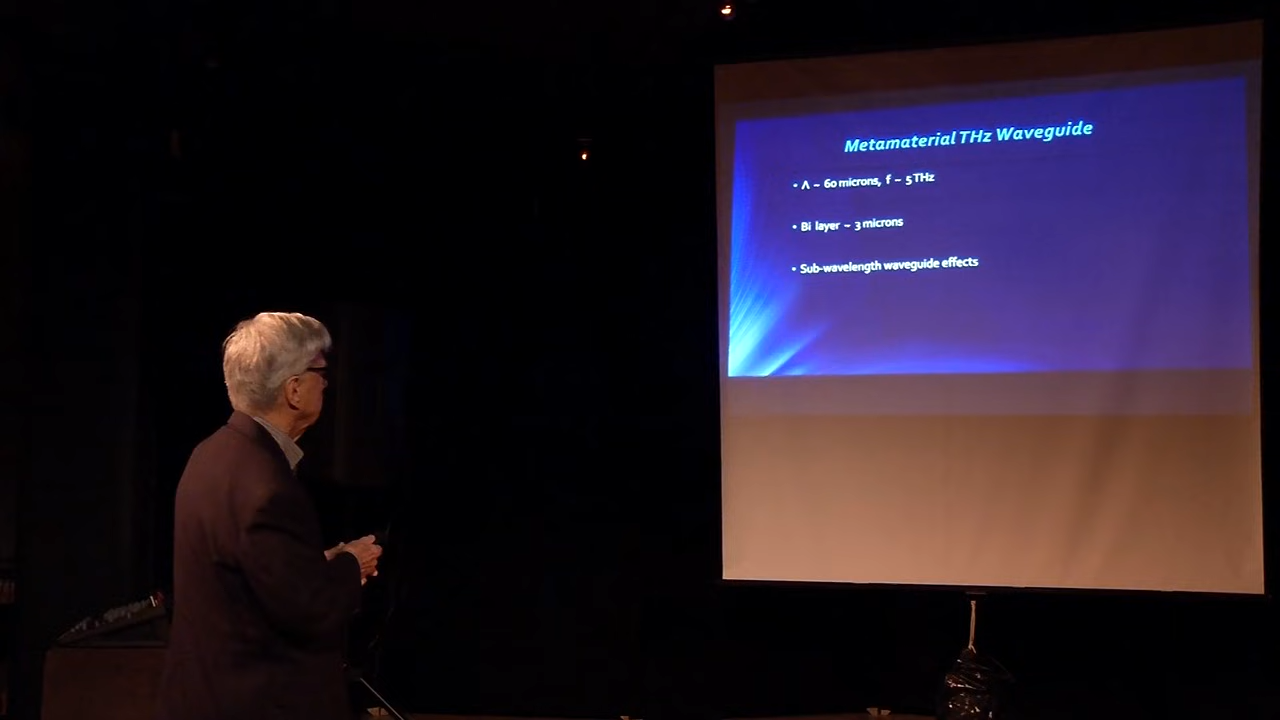 Metamaterial THz Waveguide
• Λ ~ 60 microns, f ~ 5 THz
• Bi layer ~ 3 microns
• Sub-wavelength waveguide effects